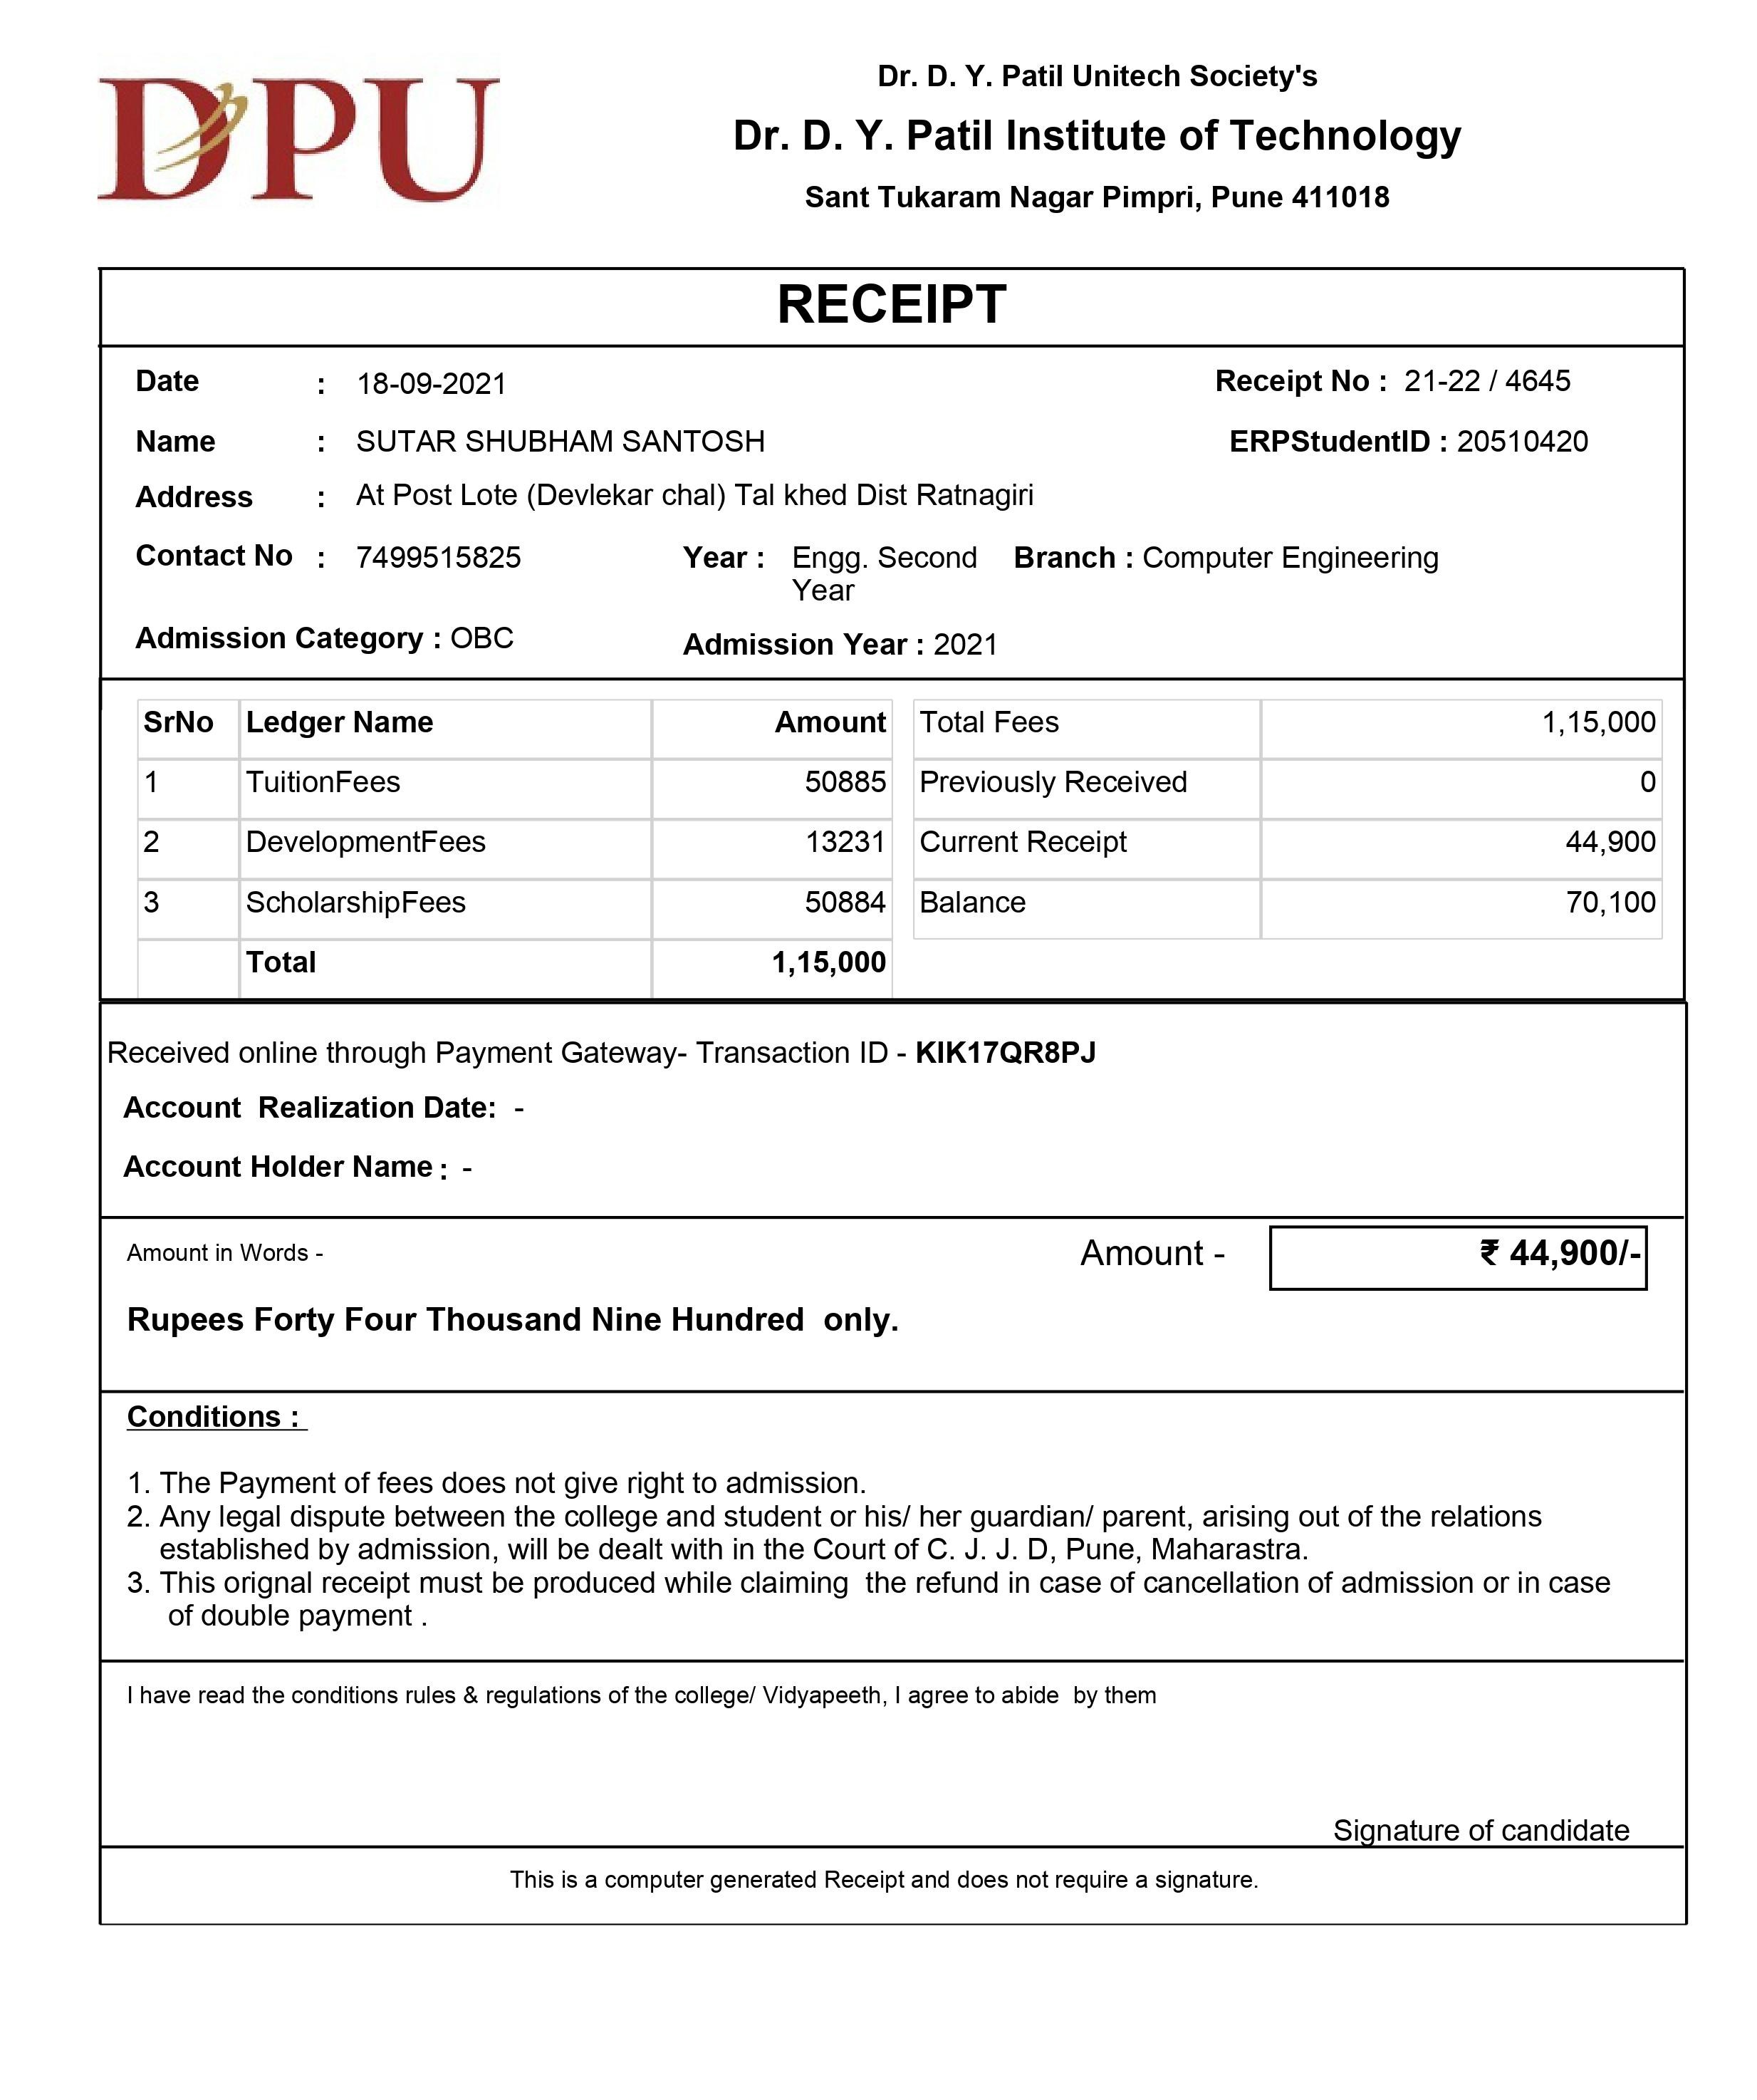 DPU
Dr. D. Y. Patil Unitech Society's
Dr. D. Y. Patil Institute of Technology
Sant Tukaram Nagar Pimpri, Pune 411018
RECEIPT
Date : 18-09-2021 Receipt No : 21-22 / 4645
Name : SUTAR SHUBHAM SANTOSH ERPStudentID : 20510420
Address : At Post Lote (Devlekar chal) Tal khed Dist Ratnagiri
Contact No : 7499515825 Year : Engg. Second Branch : Computer Engineering
Year
Admission Category : OBC Admission Year : 2021
SrNo Ledger Name Amount Total Fees 1,15,000
1 TuitionFees 50885 Previously Received 0
2 DevelopmentFees 13231 Current Receipt 44,900
3 ScholarshipFees 50884 Balance 70,100
Total 1,15,000
Received online through Payment Gateway- Transaction ID - KIK17QR8PJ
Account Realization Date: -
Account Holder Name : -
Amount in Words - Amount - ₹ 44,900/-
Rupees Forty Four Thousand Nine Hundred only.
Conditions :
1. The Payment of fees does not give right to admission.
2. Any legal dispute between the college and student or his/ her guardian/ parent, arising out of the relations
established by admission, will be dealt with in the Court of C. J. J. D, Pune, Maharastra.
3. This orignal receipt must be produced while claiming the refund in case of cancellation of admission or in case
of double payment .
I have read the conditions rules & regulations of the college/ Vidyapeeth, I agree to abide by them
Signature of candidate
This is a computer generated Receipt and does not require a signature.